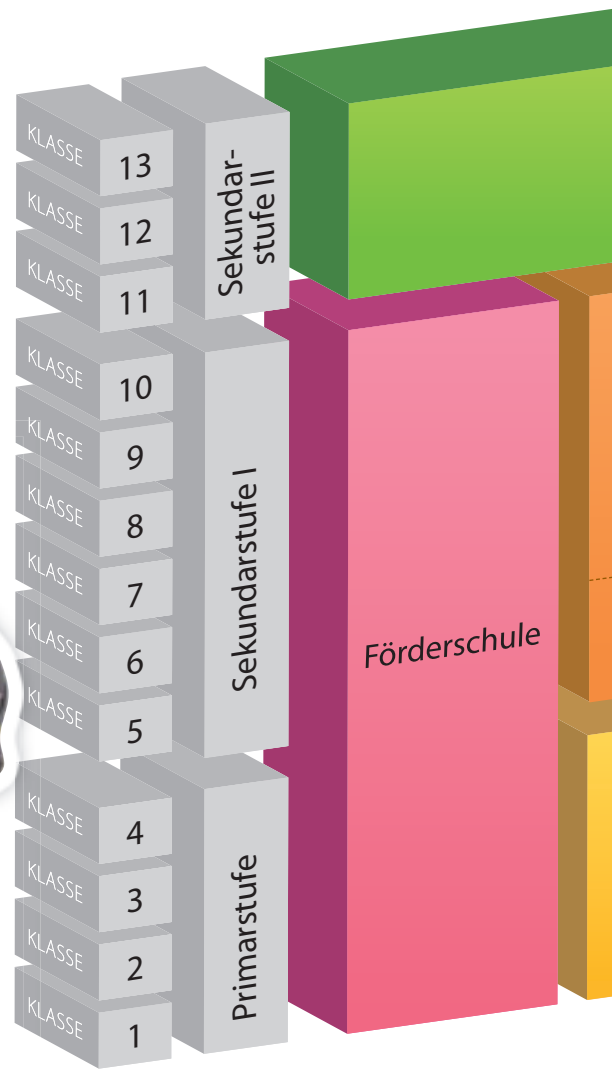 KLASSE 13
KLASSE 12
KLASSE 11
Sekundar-
stufe II
KLASSE 10
KLASSE 9
KLASSE 8
KLASSE 7
KLASSE 6
KLASSE 5
Sekundarstufe I
KLASSE 4
KLASSE 3
KLASSE 2
KLASSE 1
Primarstufe
Förderschule